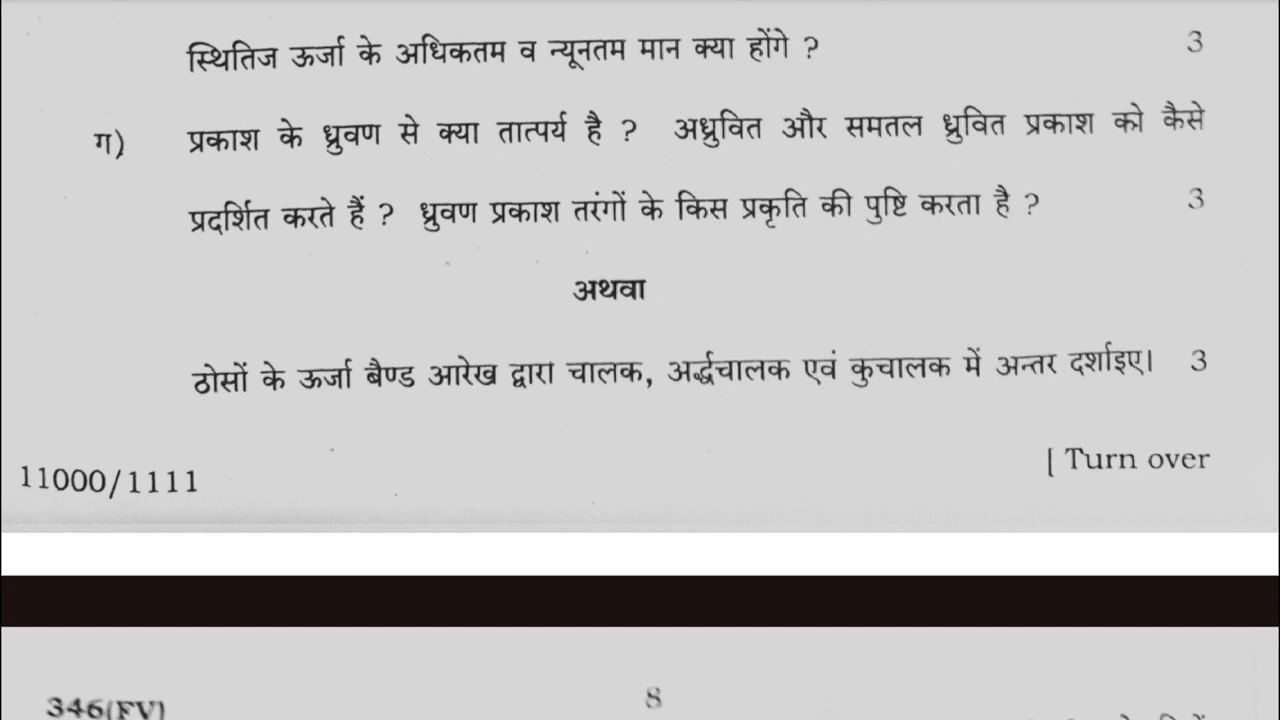 स्थितिज ऊर्जा के अधिकतम व न्यूनतम मान क्या होंगे ? 3
ग) प्रकाश के ध्रुवण से क्या तात्पर्य है ? अध्रुवित और समतल ध्रुवित प्रकाश को कैसे
प्रदर्शित करते हैं ? ध्रुवण प्रकाश तरंगों के किस प्रकृति की पुष्टि करता है ? 3
अथवा
ठोसों के ऊर्जा बैण्ड आरेख द्वारा चालक, अर्द्धचालक एवं कुचालक में अन्तर दर्शाइए। 3
[ Turn over
11000/1111
346(FV) 8